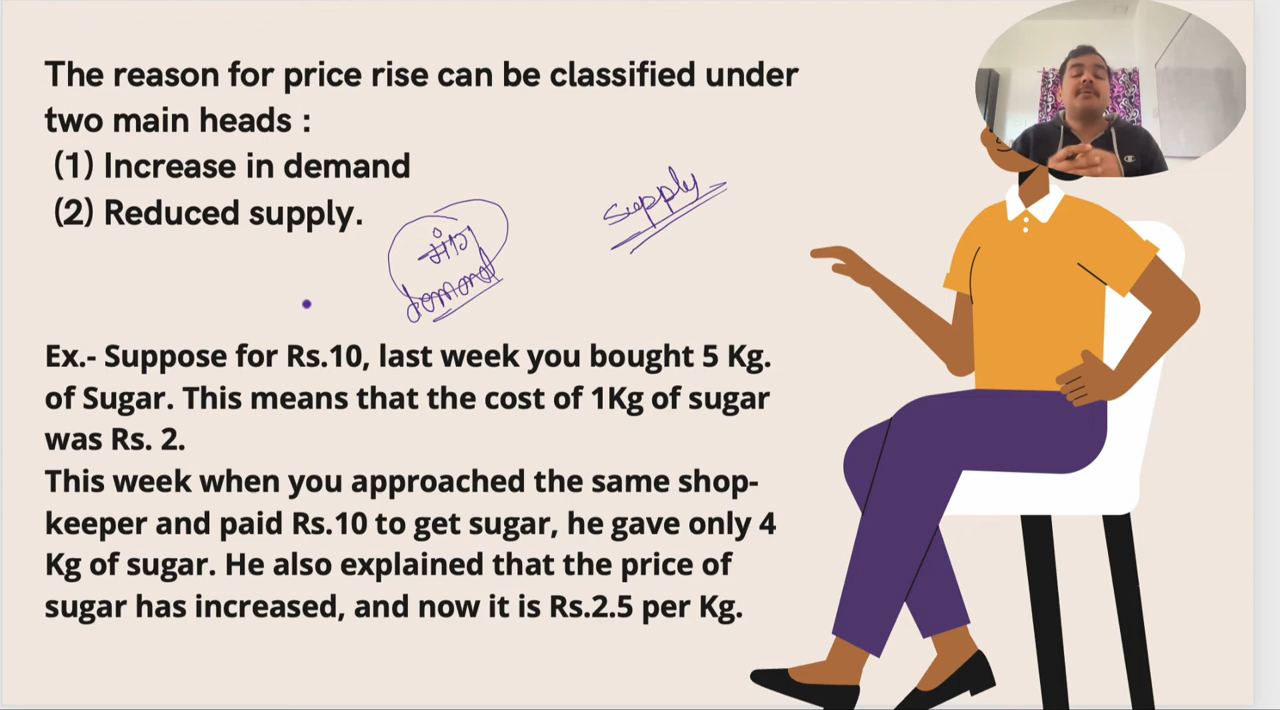 The reason for price rise can be classified under
two main heads :
(1) Increase in demand
(2) Reduced supply.
supply
मांग
demand
Ex.- Suppose for Rs.10, last week you bought 5 Kg.
of Sugar. This means that the cost of 1Kg of sugar
was Rs. 2.
This week when you approached the same shop-
keeper and paid Rs.10 to get sugar, he gave only 4
Kg of sugar. He also explained that the price of
sugar has increased, and now it is Rs.2.5 per Kg.